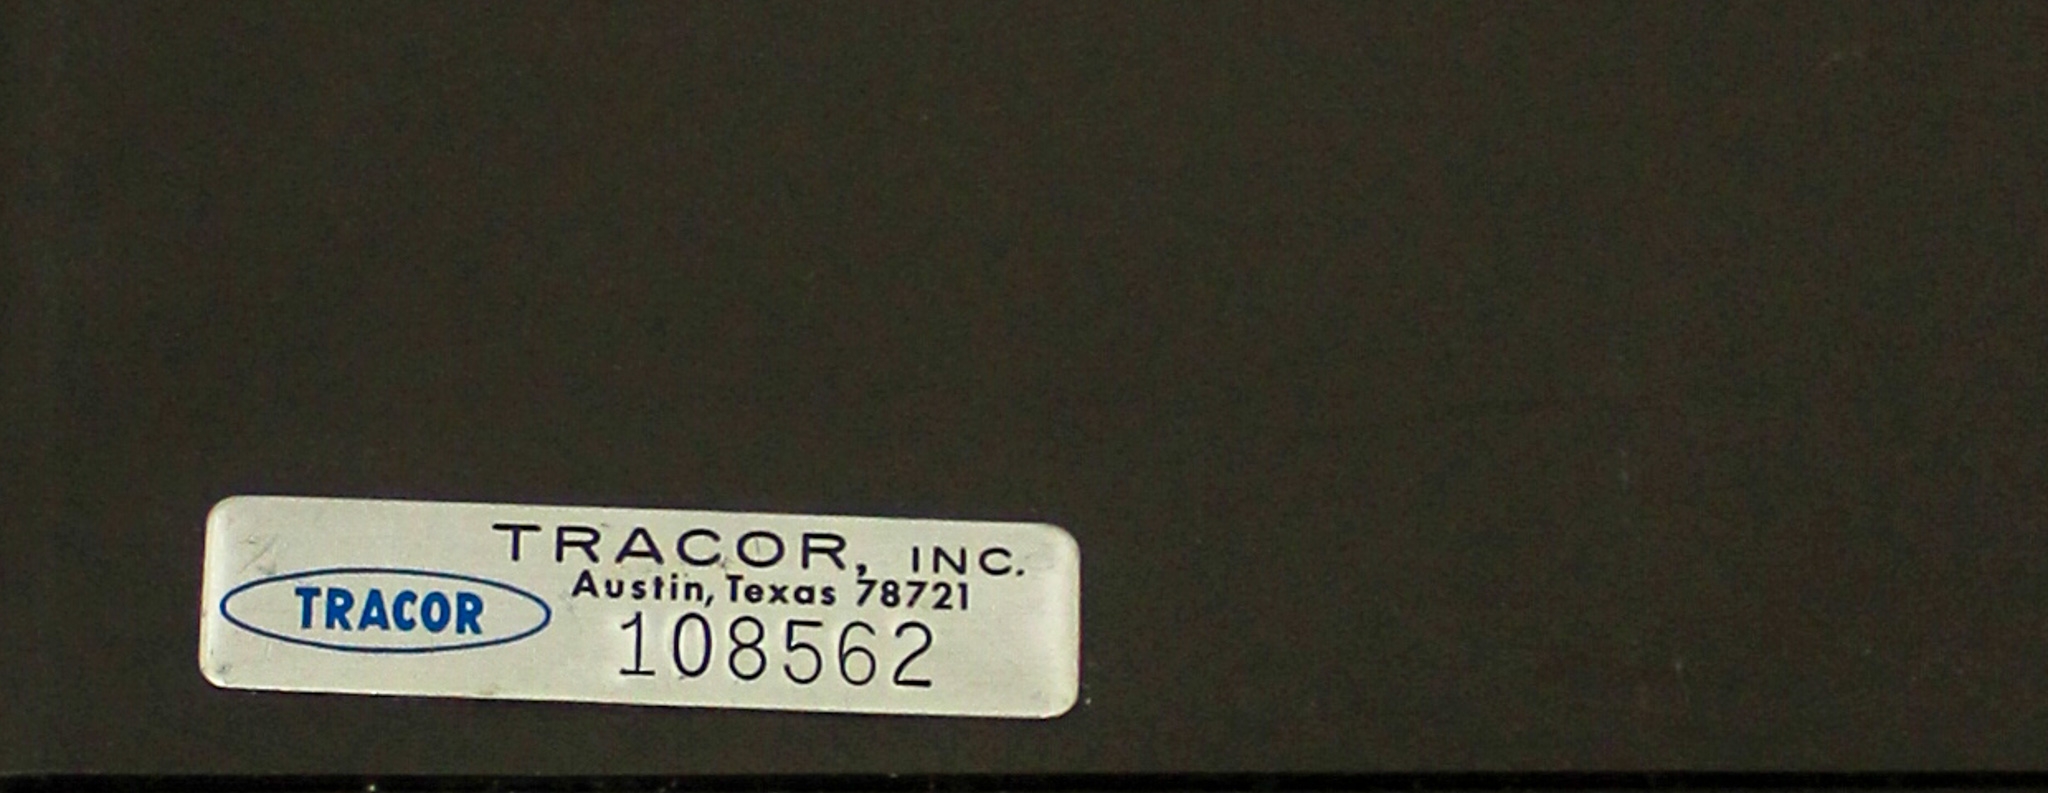 TRACOR, INC.
Austin, Texas 78721
TRACOR
108562